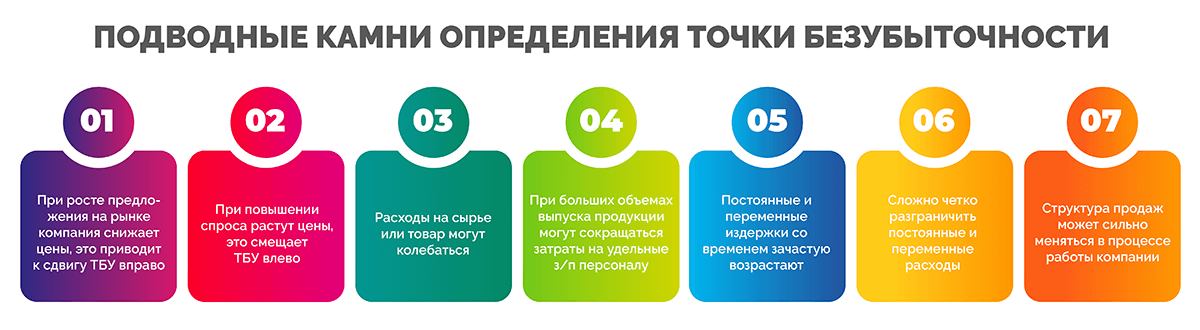 ПОДВОДНЫЕ КАМНИ ОПРЕДЕЛЕНИЯ ТОЧКИ БЕЗУБЫТОЧНОСТИ
01
При росте предло-
жения на рынке
компания снижает
цены, это приводит
к сдвигу ТБУ вправо
02
При повышении
спроса растут цены,
это смещает
ТБУ влево
03
Расходы на сырье
или товар могут
колебаться
04
При больших объемах
выпуска продукции
могут сокращаться
затраты на удельные
з/п персоналу
05
Постоянные и
переменные
издержки со
временем зачастую
возрастают
06
Сложно четко
разграничить
постоянные и
переменные
расходы
07
Структура продаж
может сильно
меняться в процессе
работы компании